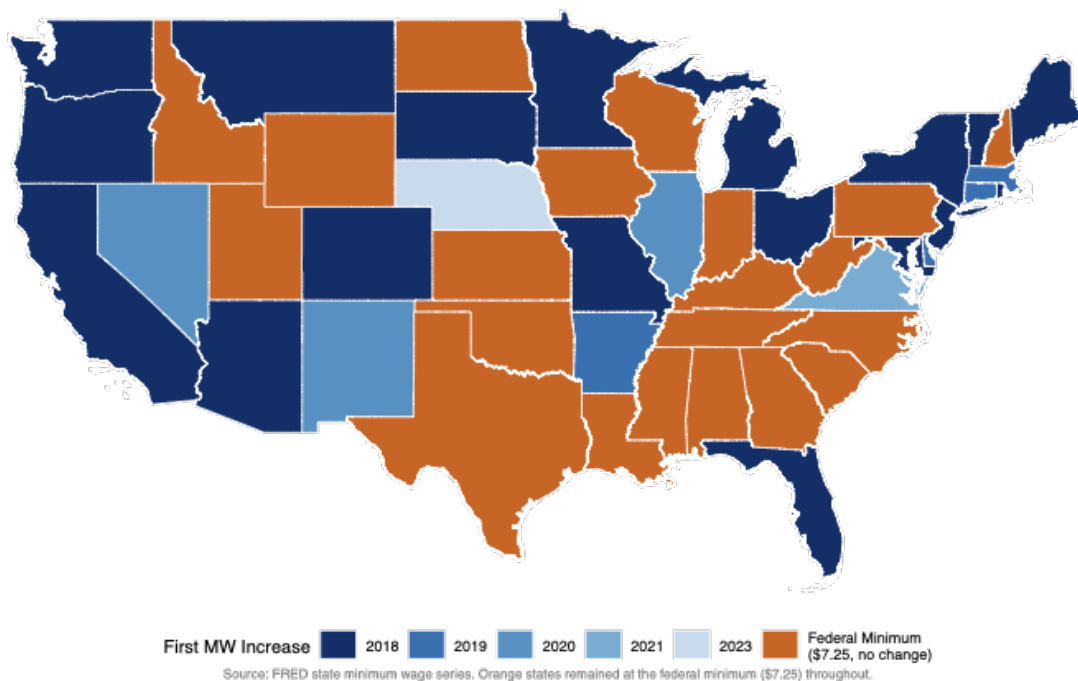 First MW Increase 2018 2019 2020 2021 2023 Federal Minimum
($7.25, no change)
Source: FRED state minimum wage series. Orange states remained at the federal minimum ($7.25) throughout.